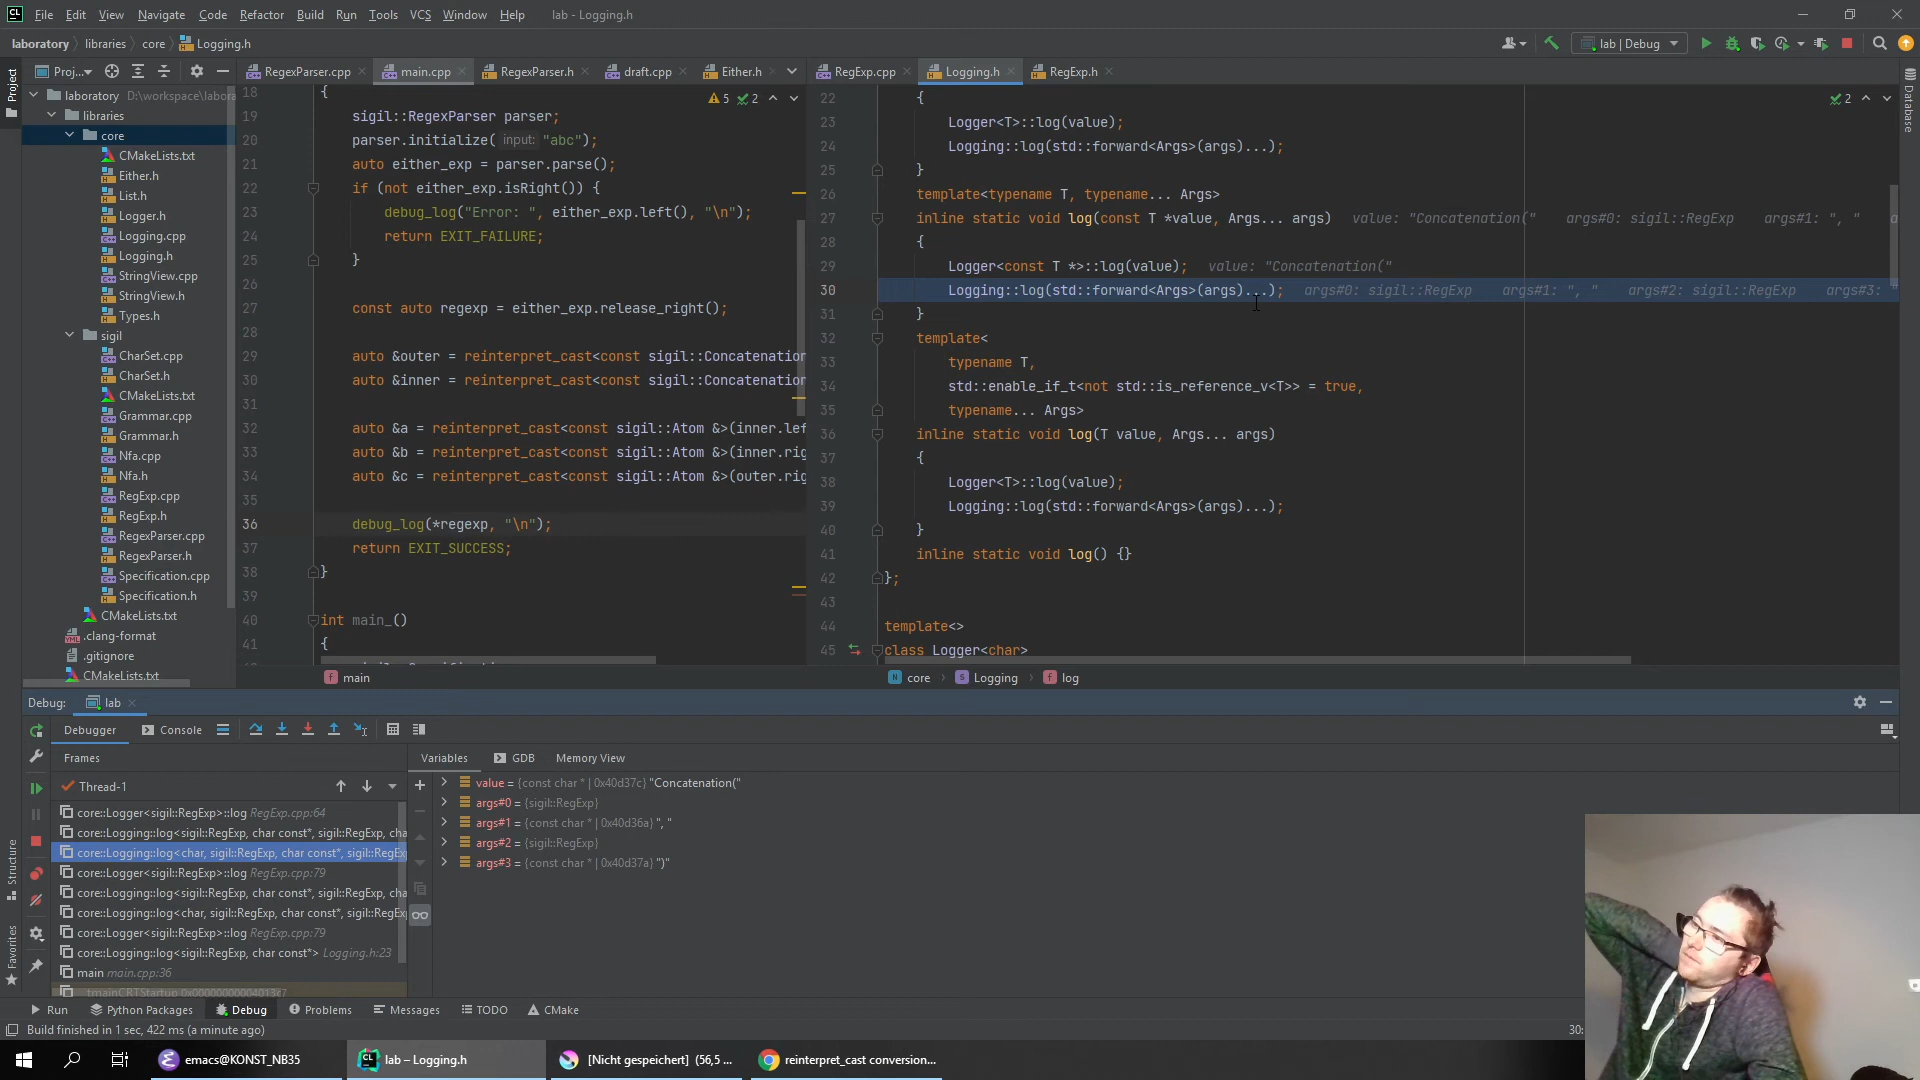 File Edit View Navigate Code Refactor Build Run Tools VCS Window Help lab - Logging.h
laboratory libraries core Logging.h
lab | Debug
Project
Proj...
RegexParser.cpp main.cpp RegexParser.h draft.cpp Either.h
RegExp.cpp Logging.h RegExp.h
Database
laboratory D:\workspace\labora
libraries
core
CMakeLists.txt
Either.h
List.h
Logger.h
Logging.cpp
Logging.h
StringView.cpp
StringView.h
Types.h
sigil
CharSet.cpp
CharSet.h
CMakeLists.txt
Grammar.cpp
Grammar.h
Nfa.cpp
Nfa.h
RegExp.cpp
RegExp.h
RegexParser.cpp
RegexParser.h
Specification.cpp
Specification.h
CMakeLists.txt
.clang-format
.gitignore
CMakeLists.txt
5 2
18 {
19 sigil::RegexParser parser;
20 parser.initialize( input: "abc");
21 auto either_exp = parser.parse();
22 if (not either_exp.isRight()) {
23 debug_log("Error: ", either_exp.left(), "\n");
24 return EXIT_FAILURE;
25 }
26
27 const auto regexp = either_exp.release_right();
28
29 auto &outer = reinterpret_cast<const sigil::Concatenation
30 auto &inner = reinterpret_cast<const sigil::Concatenation
31
32 auto &a = reinterpret_cast<const sigil::Atom &>(inner.lef
33 auto &b = reinterpret_cast<const sigil::Atom &>(inner.rig
34 auto &c = reinterpret_cast<const sigil::Atom &>(outer.rig
35
36 debug_log(*regexp, "\n");
37 return EXIT_SUCCESS;
38 }
39
40 int main_()
41 {
main
2
22 {
23 Logger<T>::log(value);
24 Logging::log(std::forward<Args>(args)...);
25 }
26 template<typename T, typename... Args>
27 inline static void log(const T *value, Args... args) value: "Concatenation(" args#0: sigil::RegExp args#1: ", " a
28 {
29 Logger<const T *>::log(value); value: "Concatenation("
30 Logging::log(std::forward<Args>(args)...); args#0: sigil::RegExp args#1: ", " args#2: sigil::RegExp args#3: "
31 }
32 template<
33 typename T,
34 std::enable_if_t<not std::is_reference_v<T>> = true,
35 typename... Args>
36 inline static void log(T value, Args... args)
37 {
38 Logger<T>::log(value);
39 Logging::log(std::forward<Args>(args)...);
40 }
41 inline static void log() {}
42 };
43
44 template<>
45 class Logger<char>
core Logging log
Debug: lab
Debugger Console
Frames
Variables GDB Memory View
Thread-1
core::Logger<sigil::RegExp>::log RegExp.cpp:64
core::Logging::log<sigil::RegExp, char const*, sigil::RegExp, cha
core::Logging::log<char, sigil::RegExp, char const*, sigil::RegEx
core::Logger<sigil::RegExp>::log RegExp.cpp:79
core::Logging::log<sigil::RegExp, char const*, sigil::RegExp, cha
core::Logging::log<char, sigil::RegExp, char const*, sigil::RegEx
core::Logger<sigil::RegExp>::log RegExp.cpp:79
core::Logging::log<sigil::RegExp, char const*> Logging.h:23
main main.cpp:36
value = {const char * | 0x40d37c} "Concatenation("
args#0 = {sigil::RegExp}
args#1 = {const char * | 0x40d36a} ", "
args#2 = {sigil::RegExp}
args#3 = {const char * | 0x40d37a} ")"
Structure
Favorites
Run Python Packages Debug Problems Messages TODO CMake
Build finished in 1 sec, 422 ms (a minute ago)
30:
emacs@KONST_NB35 lab – Logging.h [Nicht gespeichert] (56,5 ... reinterpret_cast conversion...